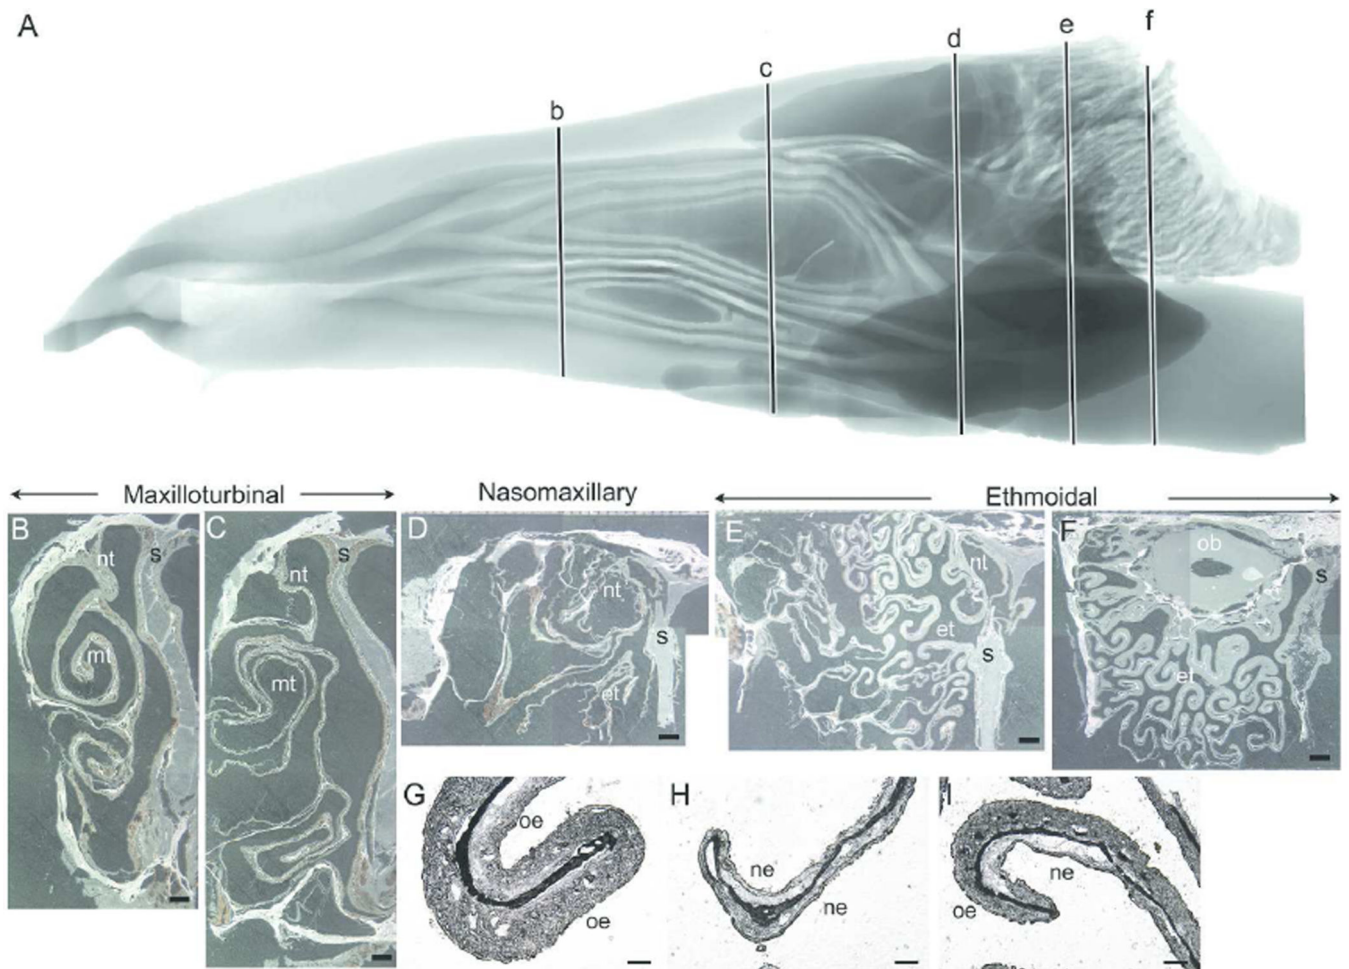 A
b
c
d
e
f
Maxilloturbinal
Nasomaxillary
Ethmoidal
B
nt
s
mt
C
nt
s
mt
D
nt
s
et
E
nt
et
s
F
ob
s
et
G
oe
oe
H
ne
ne
I
ne
oe